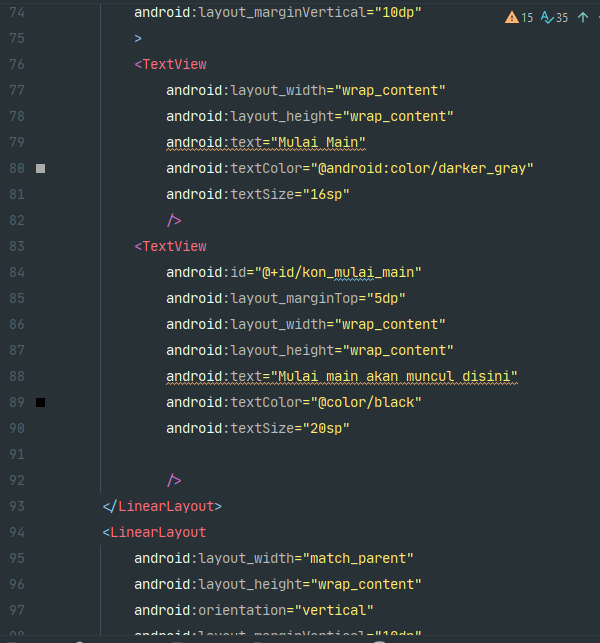 74 android:layout_marginVertical="10dp"
15 35
75 >
76 <TextView
77 android:layout_width="wrap_content"
78 android:layout_height="wrap_content"
79 android:text="Mulai Main"
80 android:textColor="@android:color/darker_gray"
81 android:textSize="16sp"
82 />
83 <TextView
84 android:id="@+id/kon_mulai_main"
85 android:layout_marginTop="5dp"
86 android:layout_width="wrap_content"
87 android:layout_height="wrap_content"
88 android:text="Mulai main akan muncul disini"
89 android:textColor="@color/black"
90 android:textSize="20sp"
91
92 />
93 </LinearLayout>
94 <LinearLayout
95 android:layout_width="match_parent"
96 android:layout_height="wrap_content"
97 android:orientation="vertical"
98 android:layout_marginVertical="10dp"